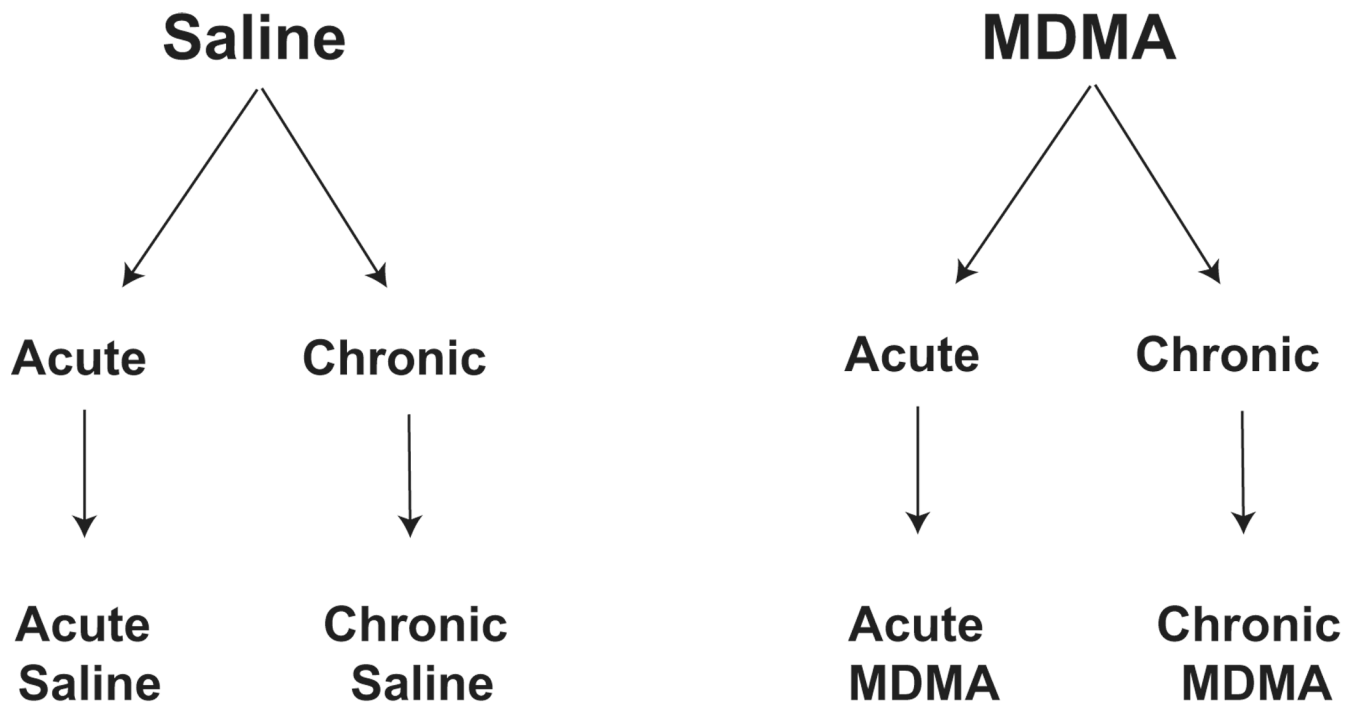 Saline
MDMA
Acute
Chronic
Acute
Chronic
Acute
Saline
Chronic
Saline
Acute
MDMA
Chronic
MDMA